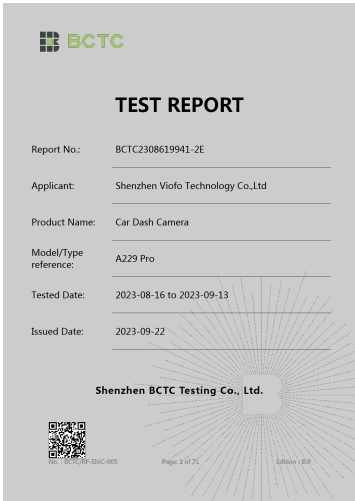 BCTC
TEST REPORT
Report No.: BCTC2308619941-2E
Applicant: Shenzhen Viofo Technology Co.,Ltd
Product Name: Car Dash Camera
Model/Type
reference: A229 Pro
Tested Date: 2023-08-16 to 2023-09-13
Issued Date: 2023-09-22
Shenzhen BCTC Testing Co., Ltd.
No. : BCTC/RF-EMC-005 Page: 1 of 71 Edition : B.0